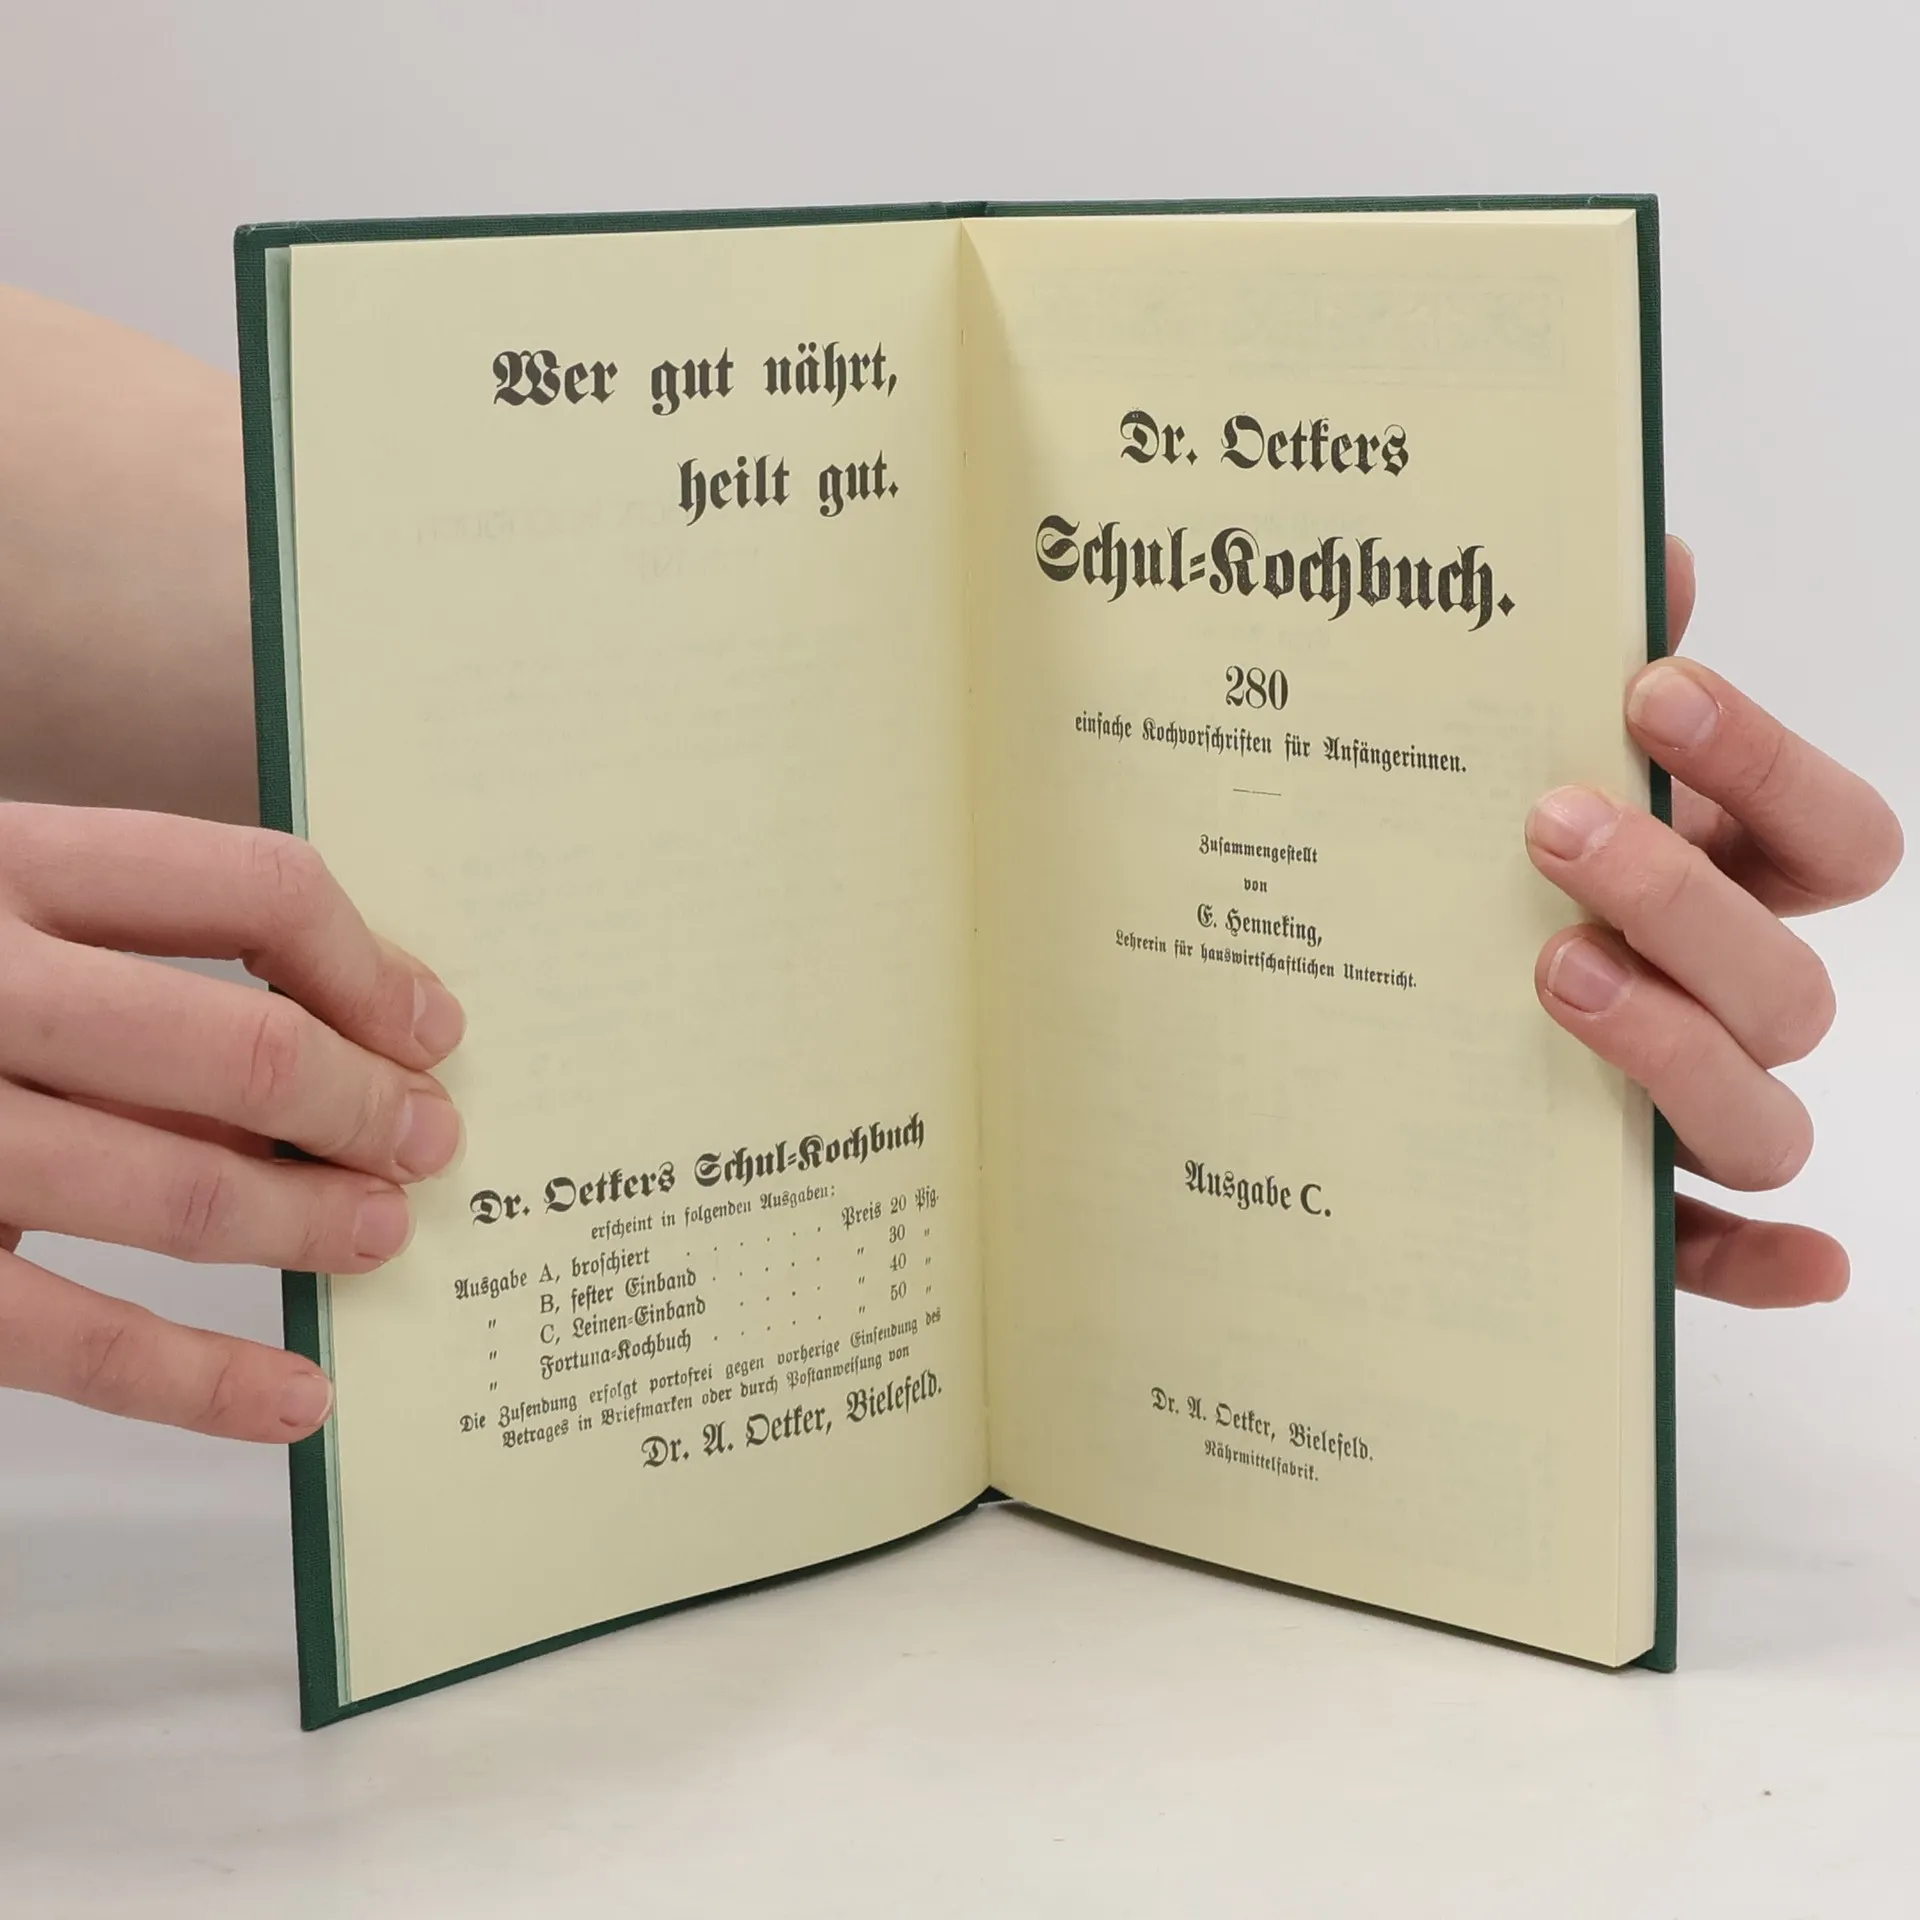 Wer gut nährt,
heilt gut.
Dr. Oetkers Schul-Kochbuch
erscheint in folgenden Ausgaben:
Ausgabe A, broschiert . . . . . . Preis 20 Pfg.
" B, fester Einband . . . . . " 30 "
" C, Leinen-Einband . . . . " 40 "
" Fortuna-Kochbuch . . . . . " 50 "
Die Zusendung erfolgt portofrei gegen vorherige Einsendung des
Betrages in Briefmarken oder durch Postanweisung von
Dr. A. Oetker, Bielefeld.
Dr. Oetkers
Schul-Kochbuch.
280
einfache Kochvorschriften für Anfängerinnen.
Zusammengestellt
von
E. Henneking,
Lehrerin für hauswirtschaftlichen Unterricht.
Ausgabe C.
Dr. A. Oetker, Bielefeld.
Nährmittelfabrik.